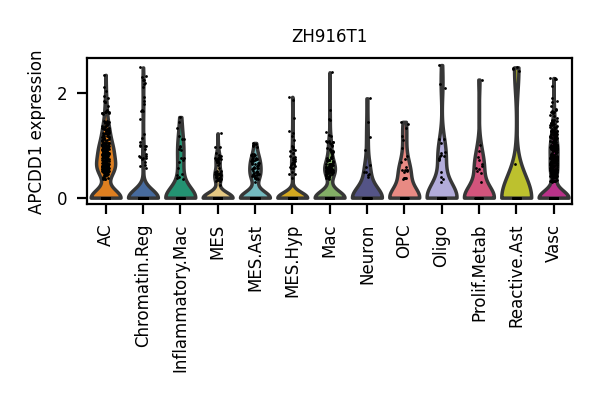 ZH916T1
APCDD1 expression
2
0
AC
Chromatin.Reg
Inflammatory.Mac
MES
MES.Ast
MES.Hyp
Mac
Neuron
OPC
Oligo
Prolif.Metab
Reactive.Ast
Vasc